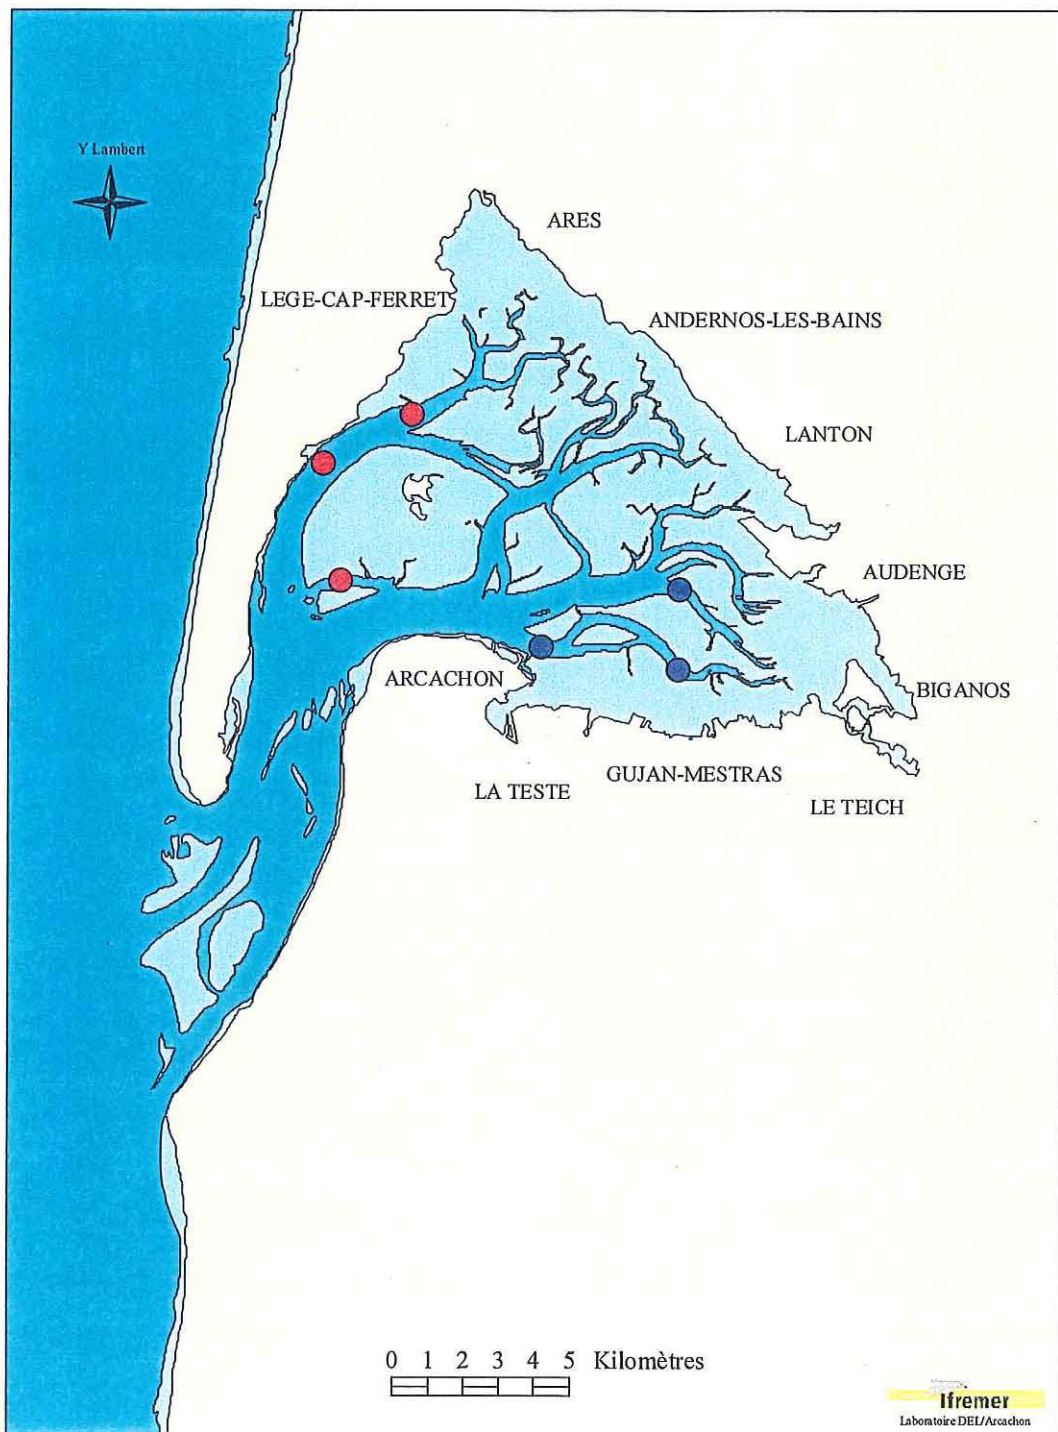 Y Lambert
ARES
LEGE-CAP-FERRET
ANDERNOS-LES-BAINS
LANTON
AUDENGE
ARCACHON
BIGANOS
GUJAN-MESTRAS
LA TESTE
LE TEICH
0 1 2 3 4 5 Kilomètres
Ifremer
Laboratoire DEL/Arcachon